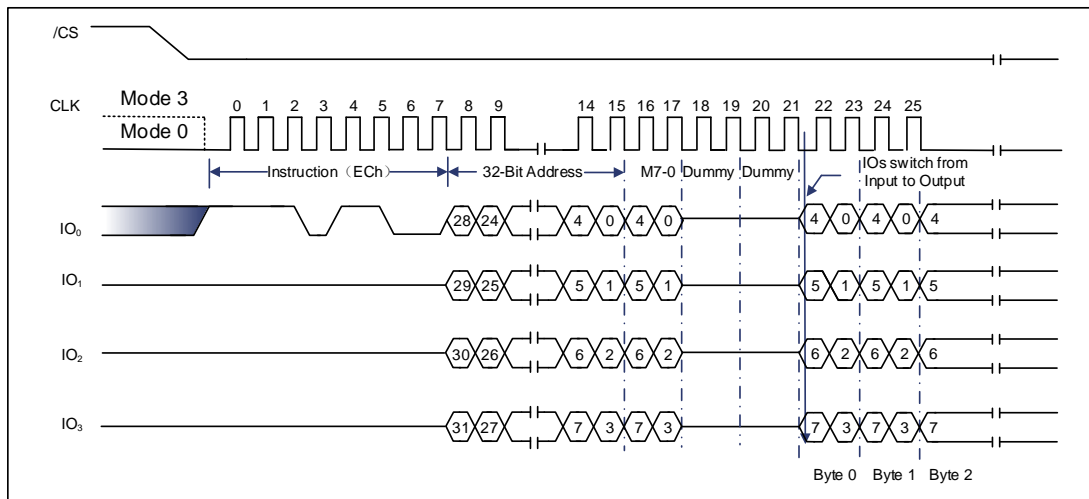 /CS
Mode 3
CLK
Mode 0
0 1 2 3 4 5 6 7 8 9 14 15 16 17 18 19 20 21 22 23 24 25
Instruction（ECh） 32-Bit Address M7-0 Dummy Dummy
IOs switch from
Input to Output
IO0 28 24 4 0 4 0 4 0 4 0 4
IO1 29 25 5 1 5 1 5 1 5 1 5
IO2 30 26 6 2 6 2 6 2 6 2 6
IO3 31 27 7 3 7 3 7 3 7 3 7
Byte 0 Byte 1 Byte 2